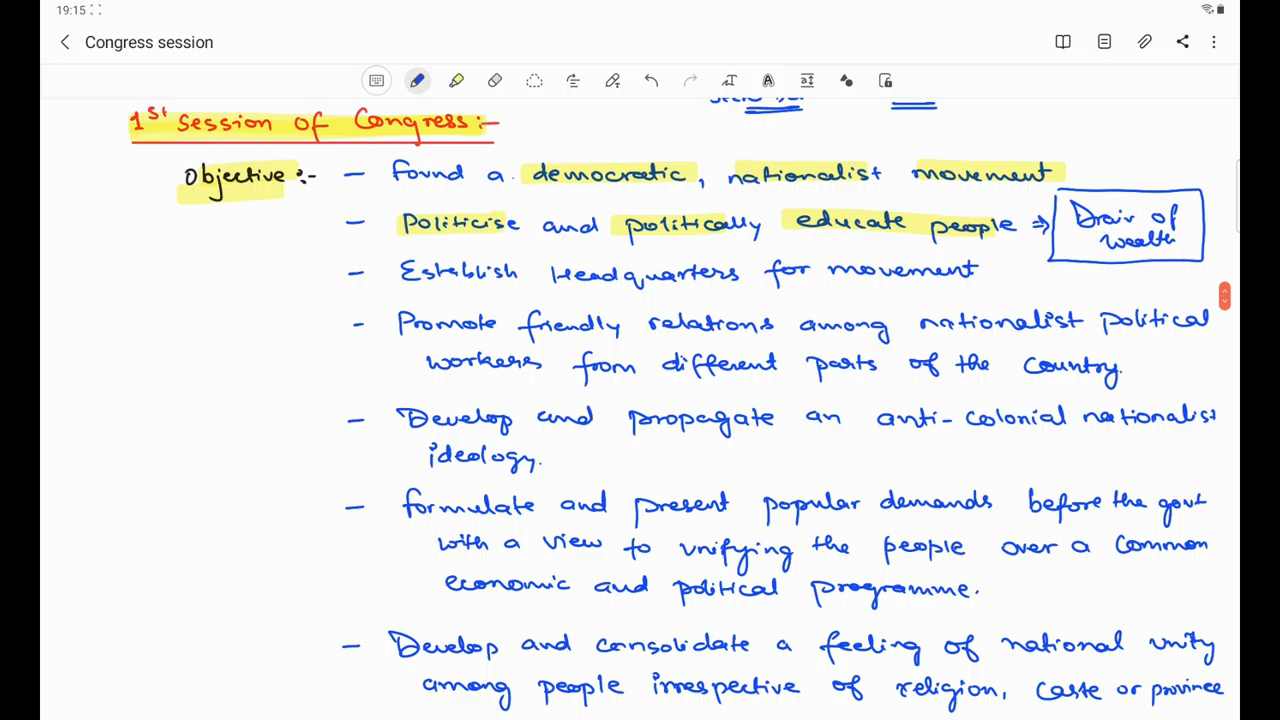 19:15
Congress session
1st session of Congress:-
Objective:- - found a democratic, nationalist movement
- Politicise and politically educate people ⇒ Drain of
wealth
- Establish Headquarters for movement
- Promote friendly relations among nationalist political
workers from different parts of the country.
- Develop and propagate an anti-colonial nationalist
ideology.
- formulate and present popular demands before the govt
with a view to unifying the people over a common
economic and political programme.
- Develop and consolidate a feeling of national unity
among people irrespective of religion, caste or province